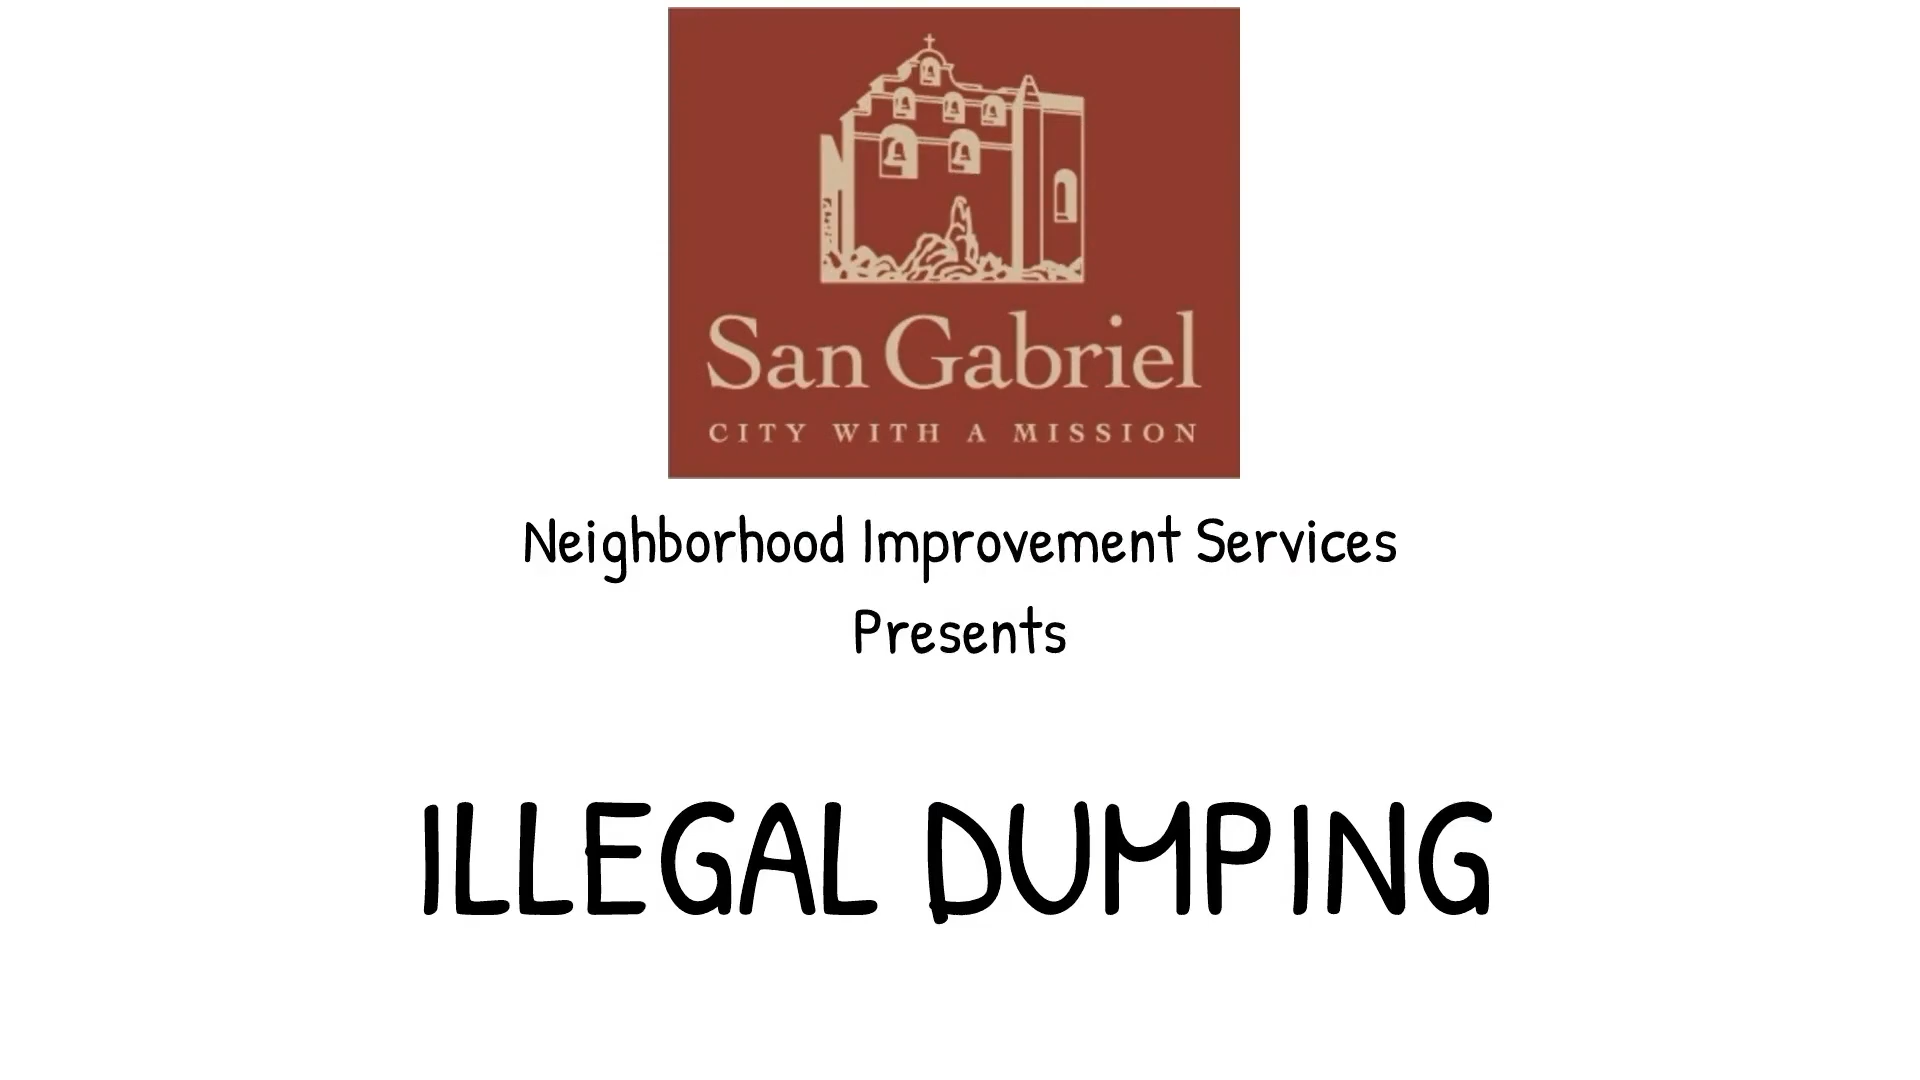 San Gabriel
CITY WITH A MISSION
Neighborhood Improvement Services
Presents
ILLEGAL DUMPING